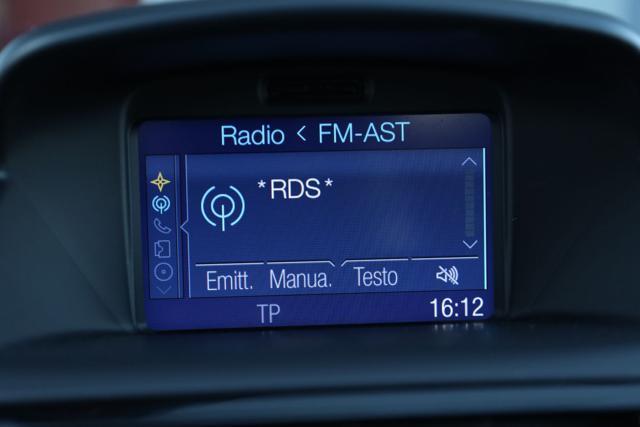 Radio < FM-AST
*RDS*
Emitt. Manua. Testo
TP 16:12